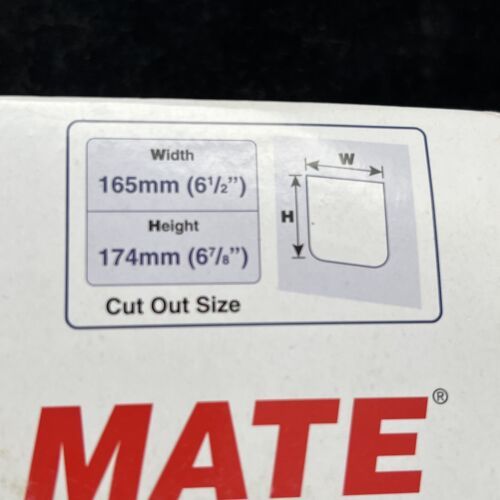 Width
165mm (6½")
Height
174mm (6⅞")
Cut Out Size
W
H
MATE®